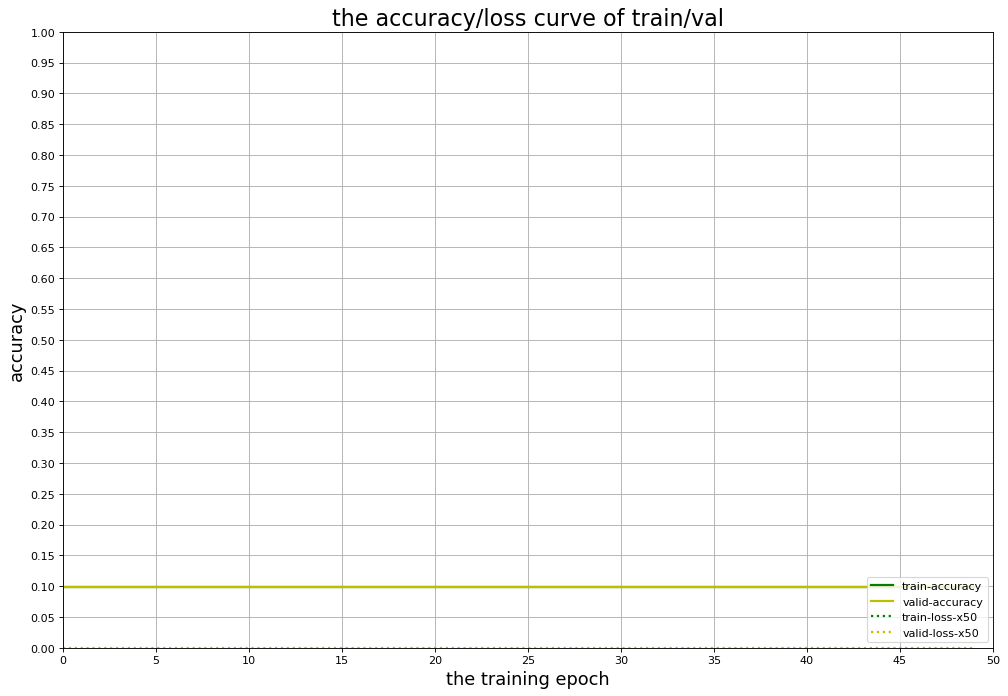 the accuracy/loss curve of train/val
1.00
0.95
0.90
0.85
0.80
0.75
0.70
0.65
0.60
0.55
0.50
0.45
0.40
0.35
0.30
0.25
0.20
0.15
0.10
0.05
0.00
accuracy
train-accuracy
valid-accuracy
train-loss-x50
valid-loss-x50
0 5 10 15 20 25 30 35 40 45 50
the training epoch